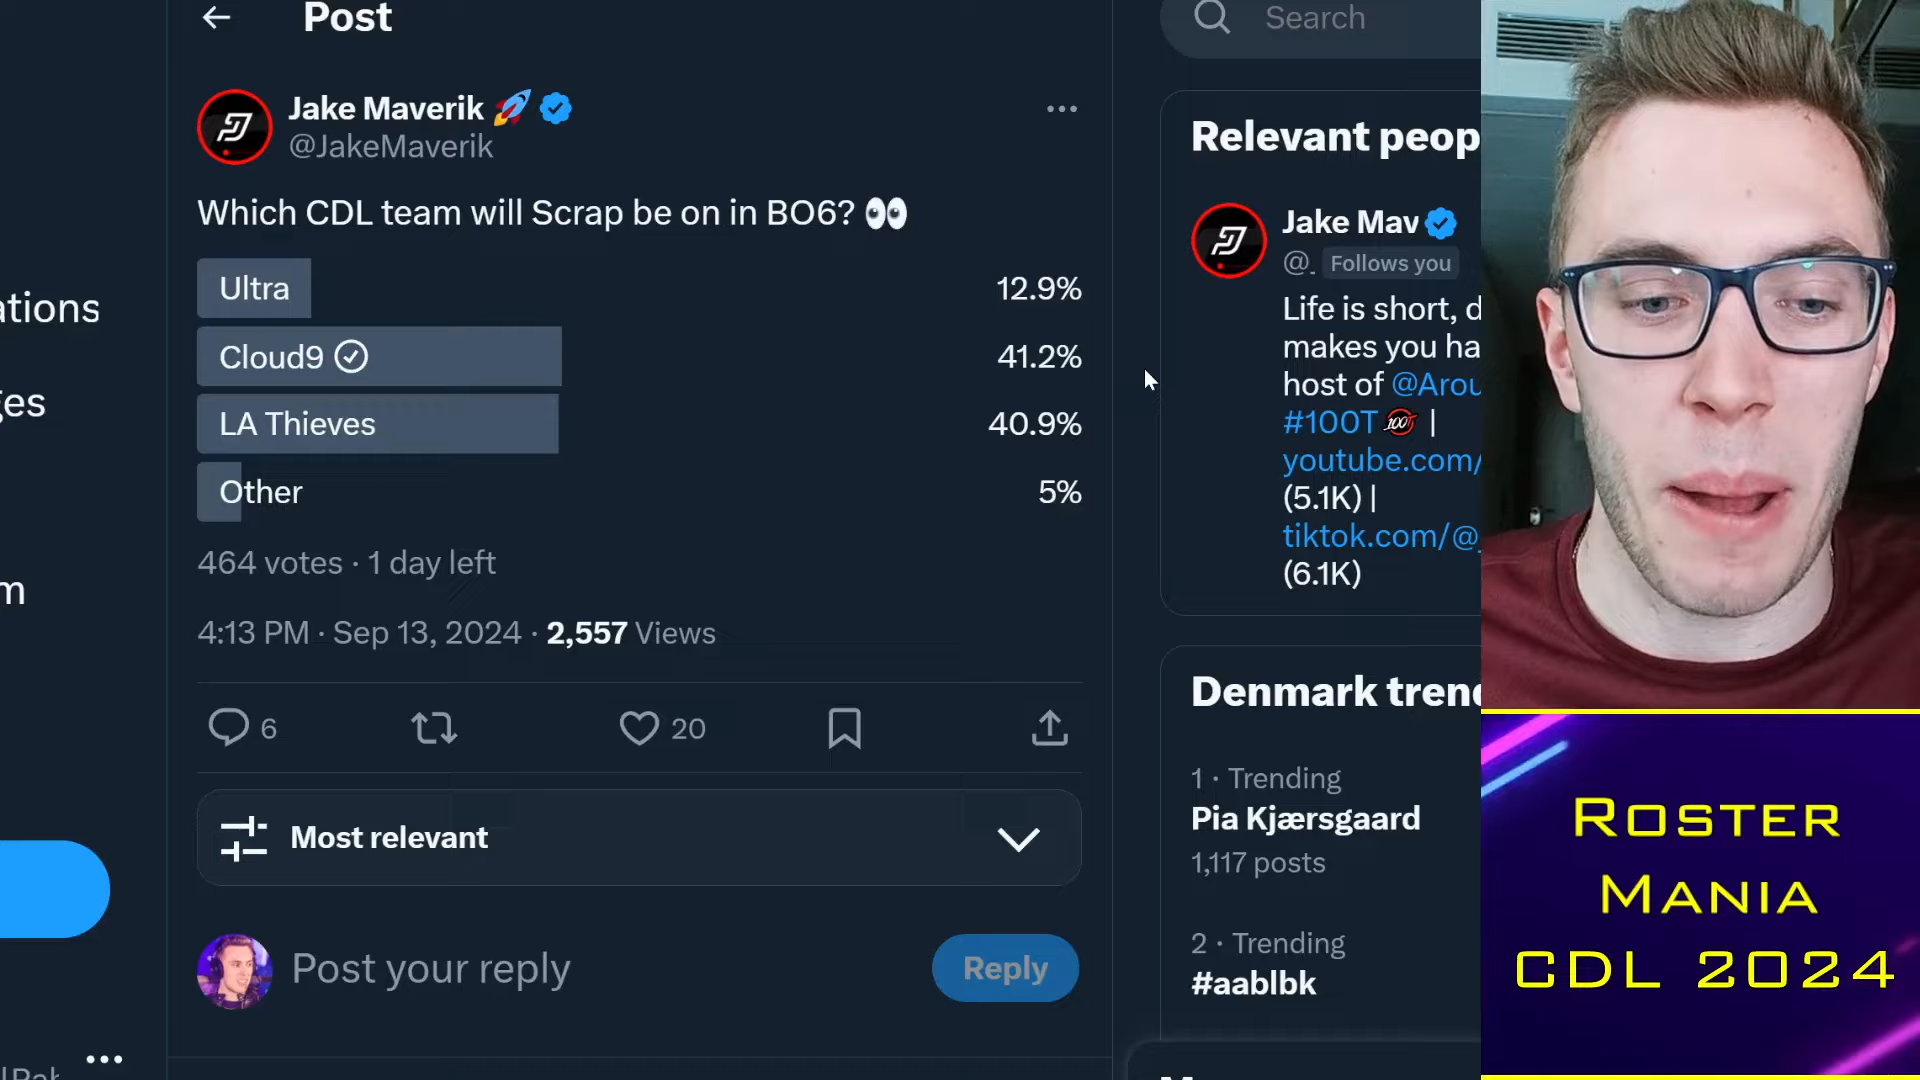 Post
Search
Jake Maverik 🚀
@JakeMaverik
Which CDL team will Scrap be on in BO6? 👀
Ultra 12.9%
Cloud9 41.2%
LA Thieves 40.9%
Other 5%
464 votes · 1 day left
4:13 PM · Sep 13, 2024 · 2,557 Views
6
20
Most relevant
Post your reply
Reply
ations
ges
m
Relevant peop
Jake Mav
@ Follows you
Life is short, d
makes you ha
host of @Arou
#100T 100T |
youtube.com/
(5.1K) |
tiktok.com/@
(6.1K)
Denmark trend
1 · Trending
Pia Kjærsgaard
1,117 posts
2 · Trending
#aablbk
ROSTER
MANIA
CDL 2024